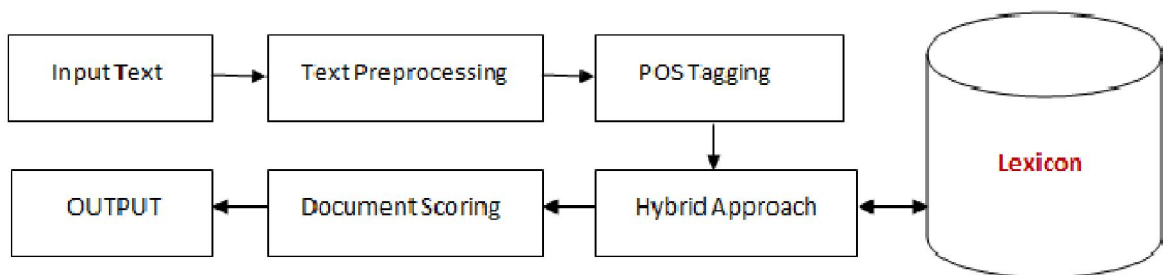 Input Text
Text Preprocessing
POS Tagging
Lexicon
OUTPUT
Document Scoring
Hybrid Approach